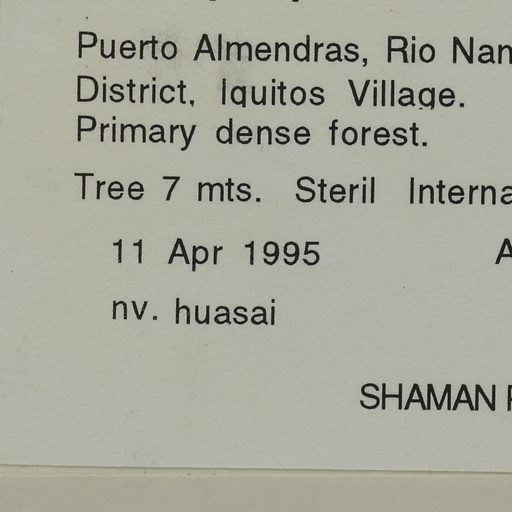 Puerto Almendras, Rio Nan
District, Iquitos Village.
Primary dense forest.
Tree 7 mts. Steril Interna
11 Apr 1995 A
nv. huasai
SHAMAN